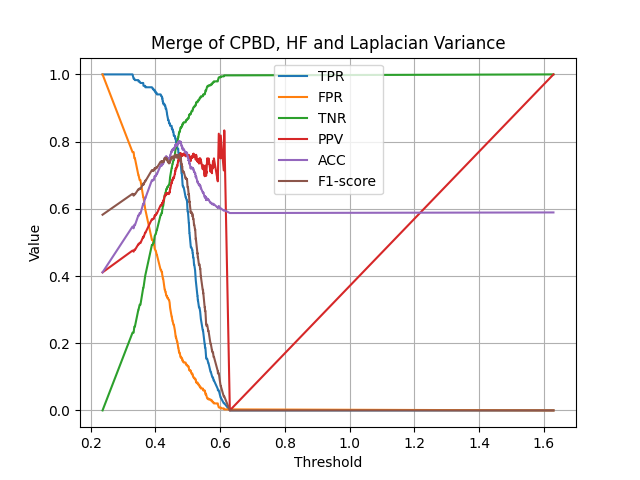 Merge of CPBD, HF and Laplacian Variance
TPR
FPR
TNR
PPV
ACC
F1-score
Value
1.0
0.8
0.6
0.4
0.2
0.0
0.2 0.4 0.6 0.8 1.0 1.2 1.4 1.6
Threshold